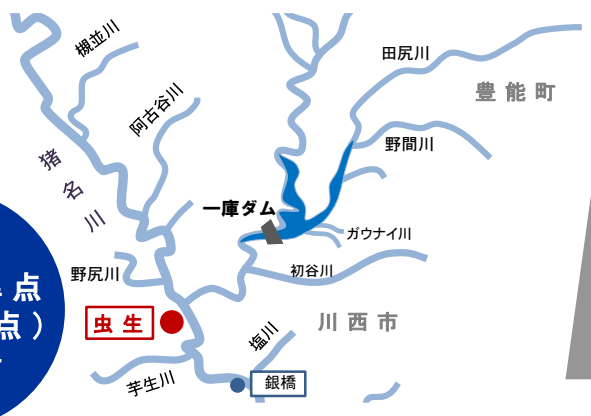 槻並川
田尻川
豊能町
阿古谷川
野間川
猪名川
一庫ダム
ガウナイ川
野尻川
初谷川
点
点）
虫生
川西市
塩川
芋生川
銀橋